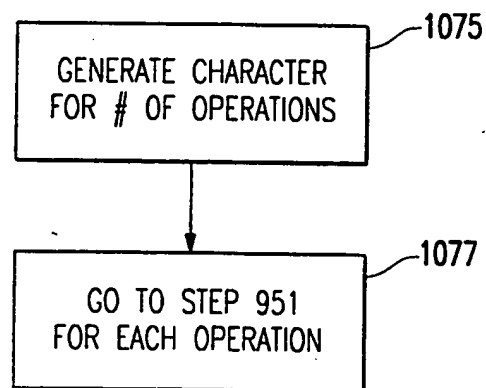 1075
GENERATE CHARACTER
FOR # OF OPERATIONS
1077
GO TO STEP 951
FOR EACH OPERATION